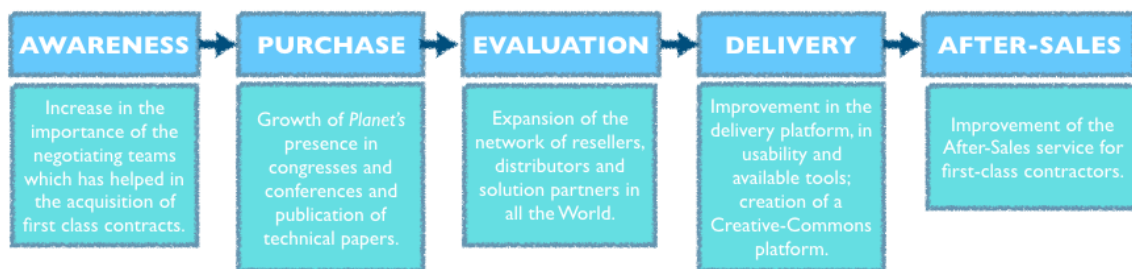 AWARENESS
PURCHASE
EVALUATION
DELIVERY
AFTER-SALES
Increase in the
importance of the
negotiating teams
which has helped in
the acquisition of
first class contracts.
Growth of Planet's
presence in
congresses and
conferences and
publication of
technical papers.
Expansion of the
network of resellers,
distributors and
solution partners in
all the World.
Improvement in the
delivery platform, in
usability and
available tools;
creation of a
Creative-Commons
platform.
Improvement of the
After-Sales service for
first-class contractors.